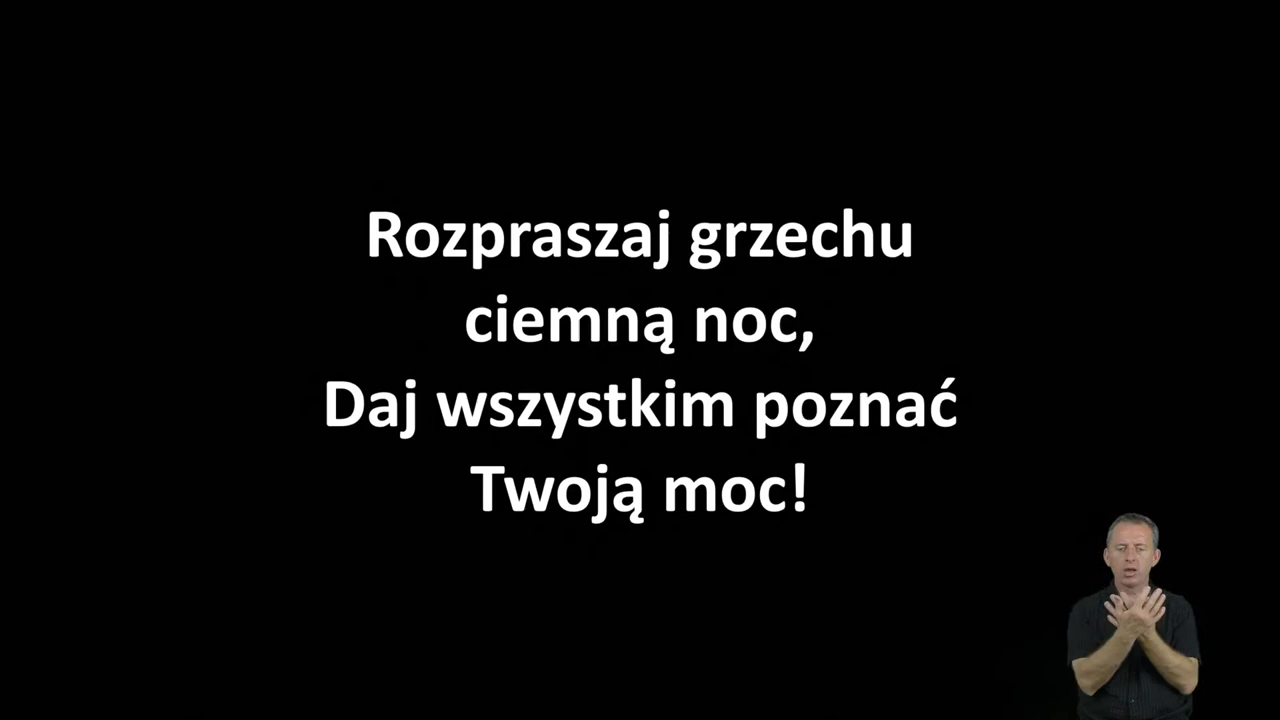 Rozpraszaj grzechu
ciemną noc,
Daj wszystkim poznać
Twoją moc!